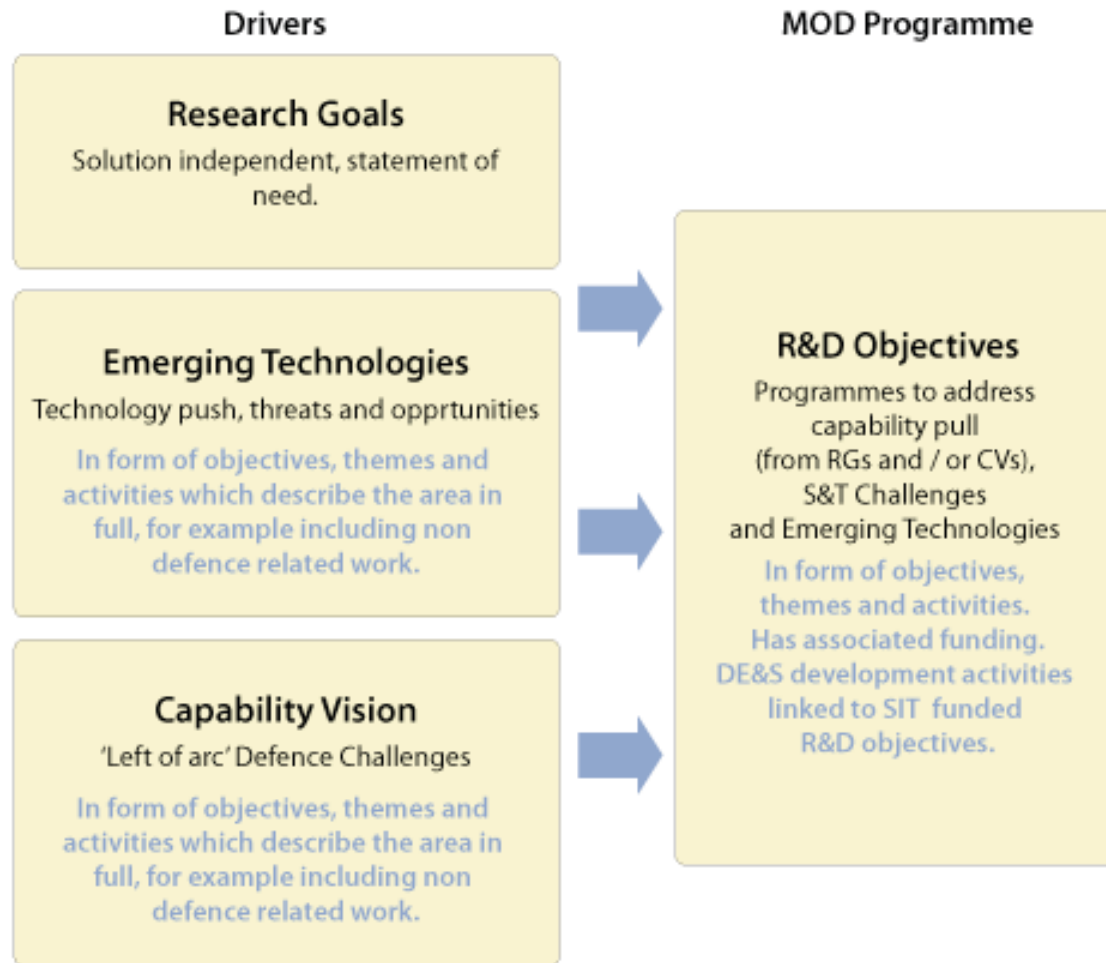 Drivers
Research Goals
Solution independent, statement of
need.
Emerging Technologies
Technology push, threats and opprtunities
In form of objectives, themes and
activities which describe the area in
full, for example including non
defence related work.
Capability Vision
‘Left of arc’ Defence Challenges
In form of objectives, themes and
activities which describe the area in
full, for example including non
defence related work.
MOD Programme
R&D Objectives
Programmes to address
capability pull
(from RGs and / or CVs),
S&T Challenges
and Emerging Technologies
In form of objectives,
themes and activities.
Has associated funding.
DE&S development activities
linked to SIT funded
R&D objectives.